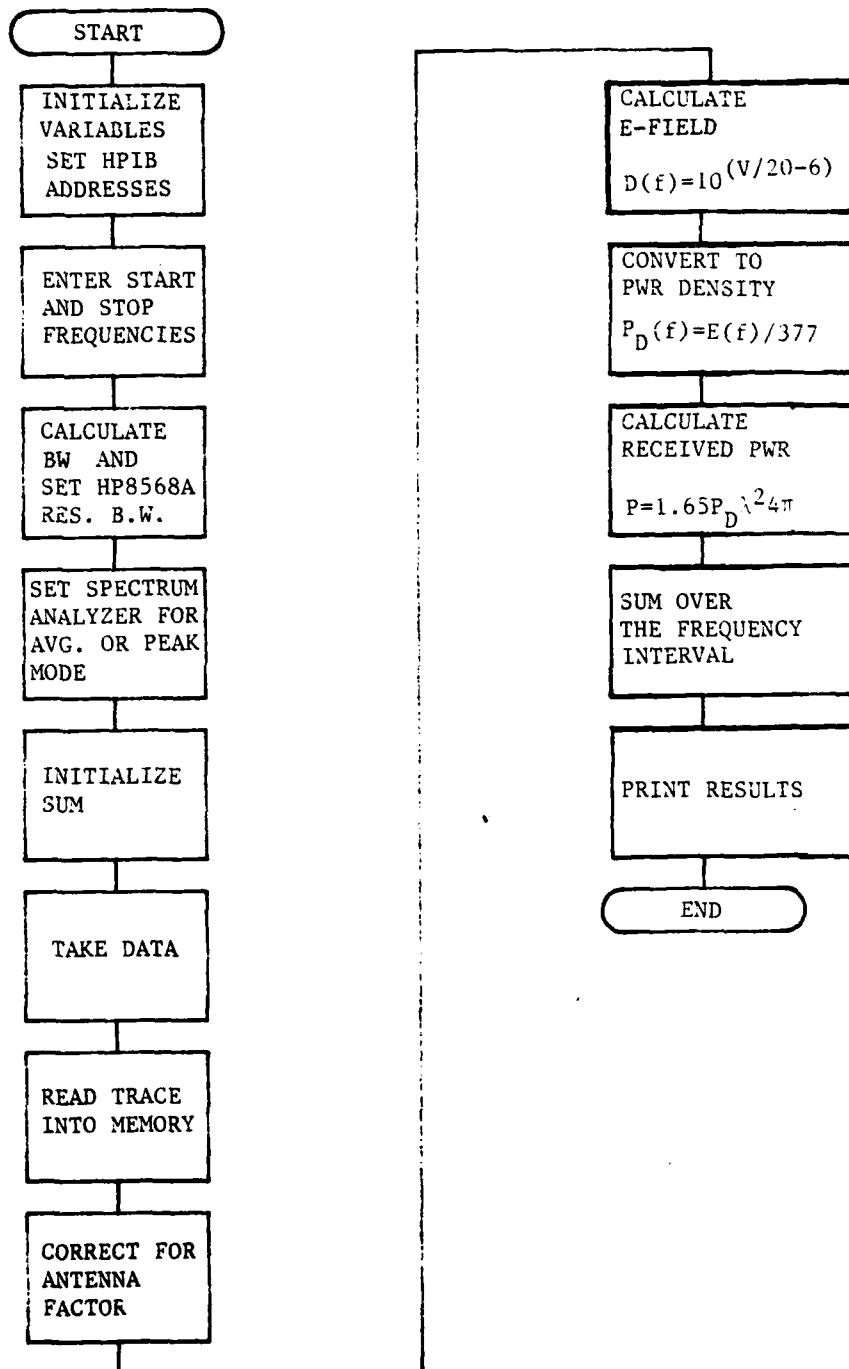 START
INITIALIZE
VARIABLES
SET HPIB
ADDRESSES
ENTER START
AND STOP
FREQUENCIES
CALCULATE
BW AND
SET HP8568A
RES. B.W.
SET SPECTRUM
ANALYZER FOR
AVG. OR PEAK
MODE
INITIALIZE
SUM
TAKE DATA
READ TRACE
INTO MEMORY
CORRECT FOR
ANTENNA
FACTOR
CALCULATE
E-FIELD
D(f)=10^(V/20-6)
CONVERT TO
PWR DENSITY
P_D(f)=E(f)/377
CALCULATE
RECEIVED PWR
P=1.65P_D λ^2 4π
SUM OVER
THE FREQUENCY
INTERVAL
PRINT RESULTS
END